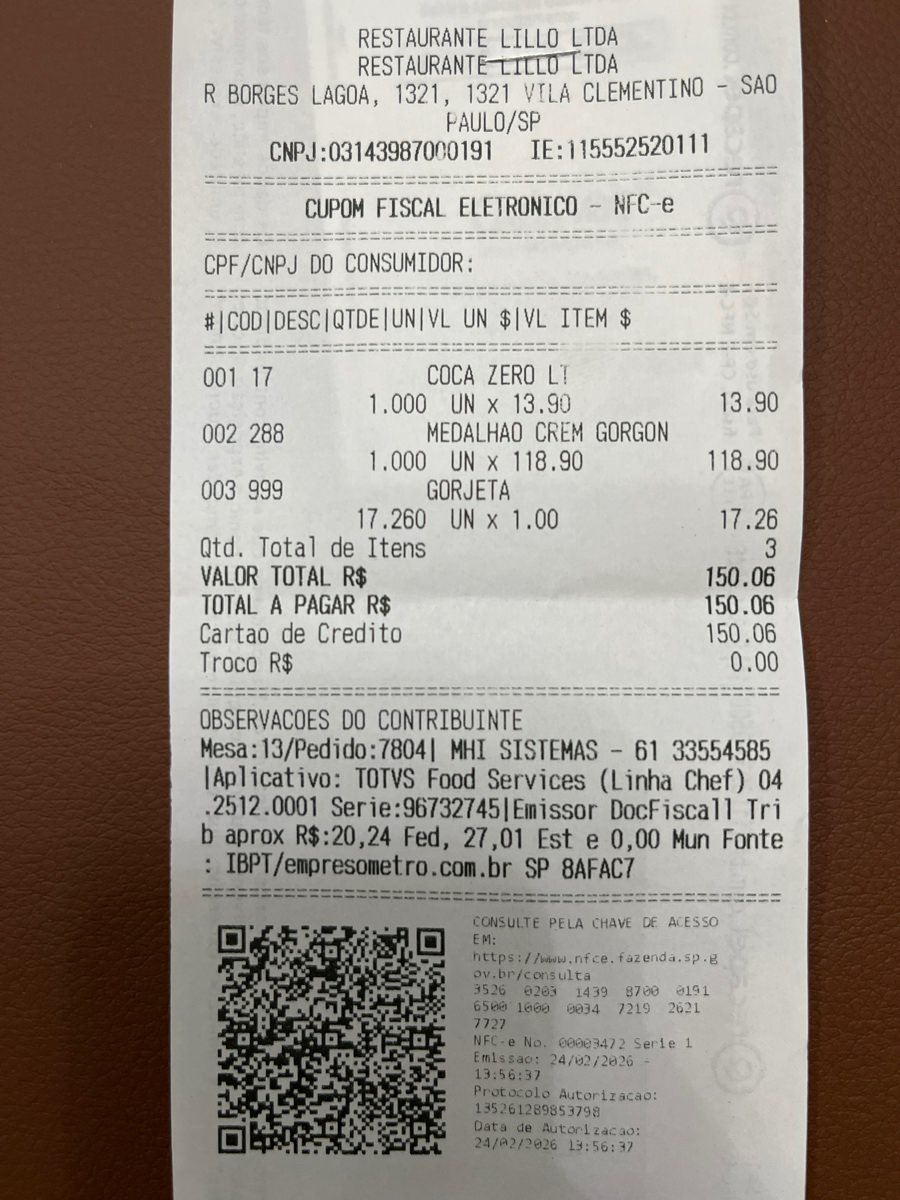 RESTAURANTE LILLO LTDA
RESTAURANTE LILLO LTDA
R BORGES LAGOA, 1321, 1321 VILA CLEMENTINO - SAO
PAULO/SP
CNPJ:03143987000191 IE:115552520111
CUPOM FISCAL ELETRONICO - NFC-e
CPF/CNPJ DO CONSUMIDOR:
#|COD|DESC|QTDE|UN|VL UN $|VL ITEM $
001 17 COCA ZERO LT
1.000 UN x 13.90 13.90
002 288 MEDALHAO CREM GORGON
1.000 UN x 118.90 118.90
003 999 GORJETA
17.260 UN x 1.00 17.26
Qtd. Total de Itens 3
VALOR TOTAL R$ 150.06
TOTAL A PAGAR R$ 150.06
Cartao de Credito 150.06
Troco R$ 0.00
OBSERVACOES DO CONTRIBUINTE
Mesa:13/Pedido:7804| MHI SISTEMAS - 61 33554585
|Aplicativo: TOTVS Food Services (Linha Chef) 04
.2512.0001 Serie:96732745|Emissor DocFiscall Tri
b aprox R$:20,24 Fed, 27,01 Est e 0,00 Mun Fonte
: IBPT/empresometro.com.br SP 8AFAC7
CONSULTE PELA CHAVE DE ACESSO
EM:
https://www.nfce.fazenda.sp.g
ov.br/consulta
3526 0203 1439 8700 0191
6500 1000 0034 7219 2621
7727
NFC-e No. 00003472 Serie 1
Emissao: 24/02/2026 -
13:56:37
Protocolo Autorizacao:
135261289853798
Data de Autorizacao:
24/02/2026 13:56:37